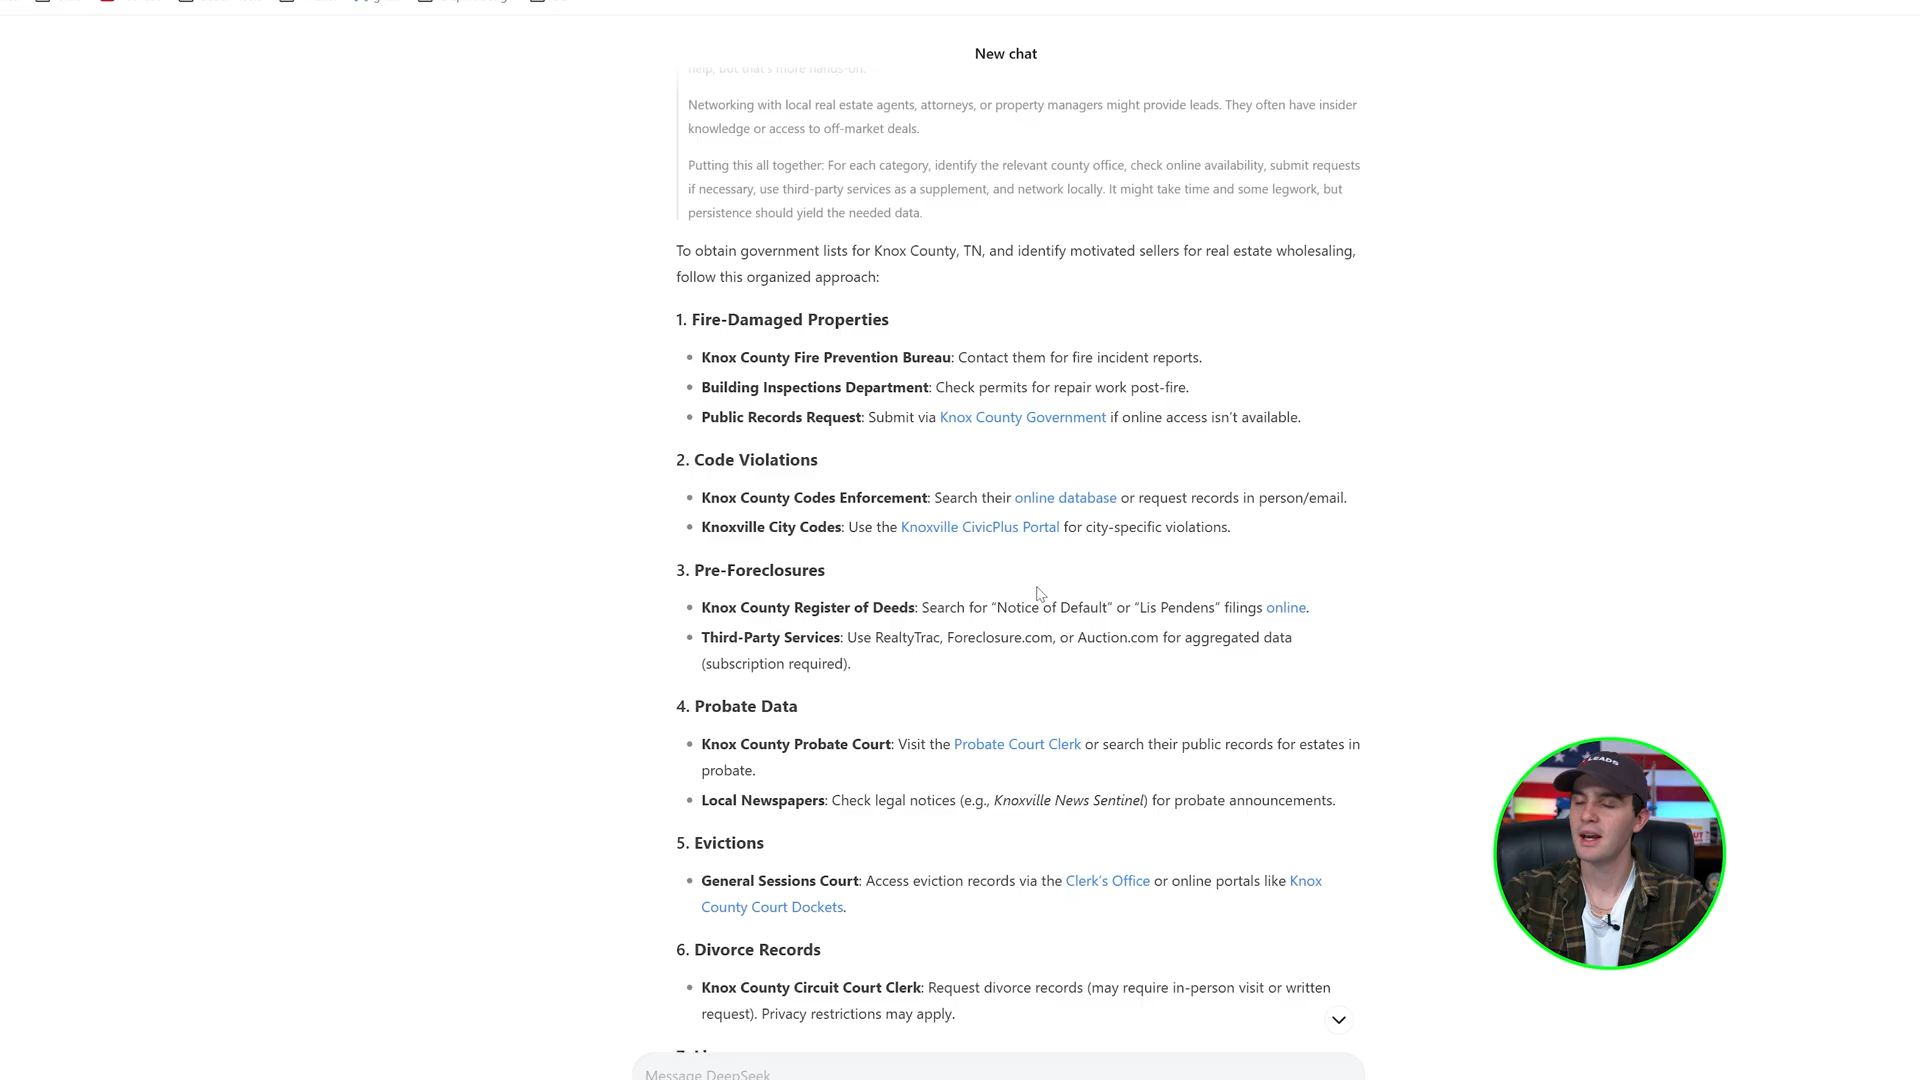 New chat
help, but that's more hands-on.
Networking with local real estate agents, attorneys, or property managers might provide leads. They often have insider
knowledge or access to off-market deals.
Putting this all together: For each category, identify the relevant county office, check online availability, submit requests
if necessary, use third-party services as a supplement, and network locally. It might take time and some legwork, but
persistence should yield the needed data.
To obtain government lists for Knox County, TN, and identify motivated sellers for real estate wholesaling,
follow this organized approach:
1. Fire-Damaged Properties
• Knox County Fire Prevention Bureau: Contact them for fire incident reports.
• Building Inspections Department: Check permits for repair work post-fire.
• Public Records Request: Submit via Knox County Government if online access isn't available.
2. Code Violations
• Knox County Codes Enforcement: Search their online database or request records in person/email.
• Knoxville City Codes: Use the Knoxville CivicPlus Portal for city-specific violations.
3. Pre-Foreclosures
• Knox County Register of Deeds: Search for “Notice of Default” or “Lis Pendens” filings online.
• Third-Party Services: Use RealtyTrac, Foreclosure.com, or Auction.com for aggregated data
(subscription required).
4. Probate Data
• Knox County Probate Court: Visit the Probate Court Clerk or search their public records for estates in
probate.
• Local Newspapers: Check legal notices (e.g., Knoxville News Sentinel) for probate announcements.
5. Evictions
• General Sessions Court: Access eviction records via the Clerk's Office or online portals like Knox
County Court Dockets.
6. Divorce Records
• Knox County Circuit Court Clerk: Request divorce records (may require in-person visit or written
request). Privacy restrictions may apply.
Message DeepSeek
LEADS